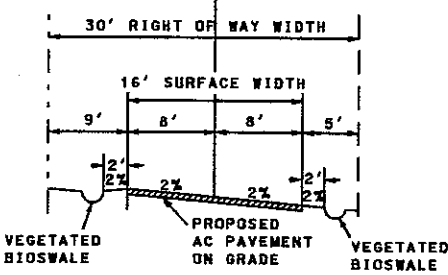 30' RIGHT OF WAY WIDTH
16' SURFACE WIDTH
9' 8' 8' 5'
2' 2'
2% 2% 2% 2%
VEGETATED
BIOSWALE
PROPOSED
AC PAVEMENT
ON GRADE
VEGETATED
BIOSWALE